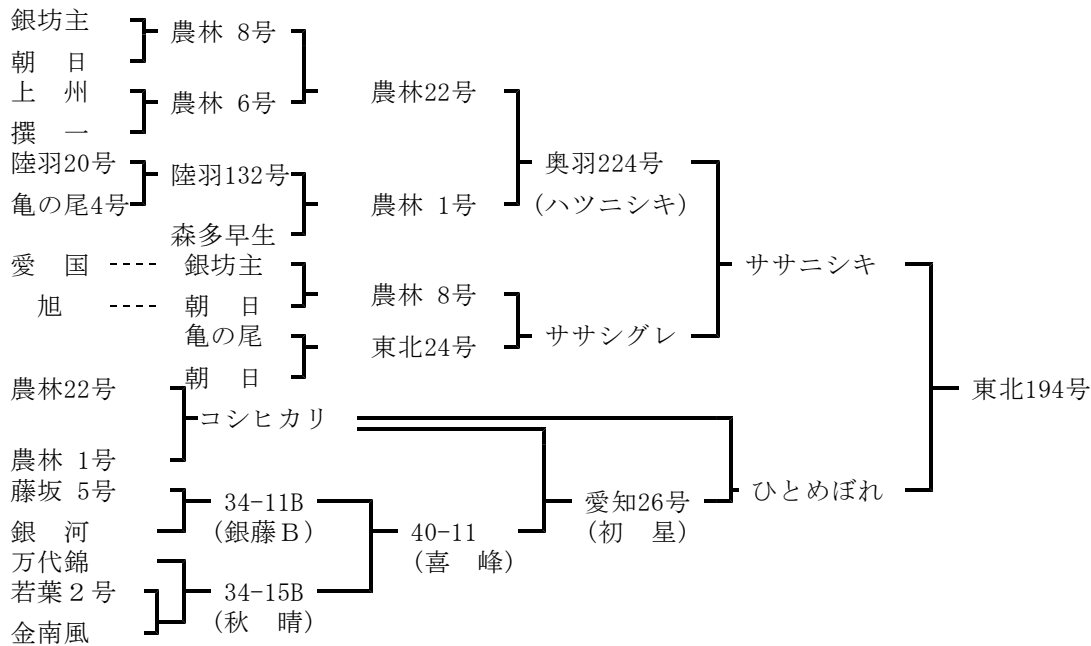 銀坊主
農林 8号
朝　日
上　州
農林22号
農林 6号
撰　一
陸羽20号
奥羽224号
陸羽132号
亀の尾4号
農林 1号
(ハツニシキ)
森多早生
愛　国 ---- 銀坊主
ササニシキ
農林 8号
旭 ---- 朝　日
亀の尾
ササシグレ
東北24号
朝　日
農林22号
東北194号
コシヒカリ
農林 1号
藤坂 5号
ひとめぼれ
34-11B
愛知26号
銀　河
(銀藤Ｂ)
40-11
(初　星)
万代錦
(喜　峰)
若葉２号
34-15B
(秋　晴)
金南風